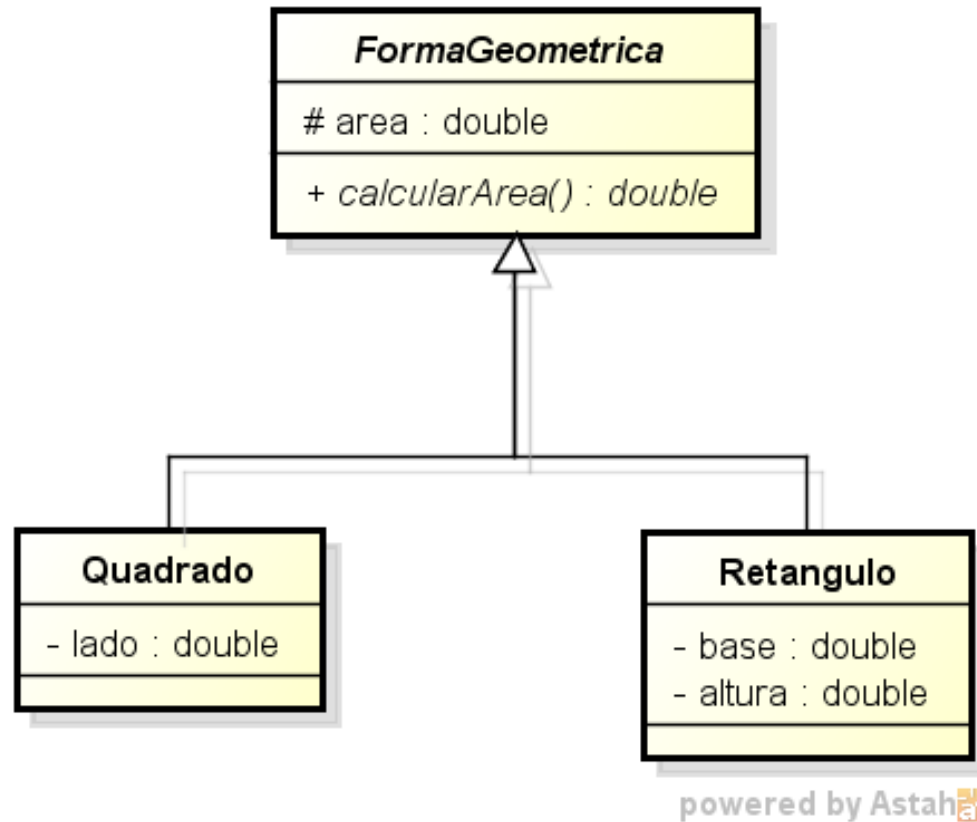 FormaGeometrica
# area : double
+ calcularArea() : double
Quadrado
- lado : double
Retangulo
- base : double
- altura : double
powered by Astah